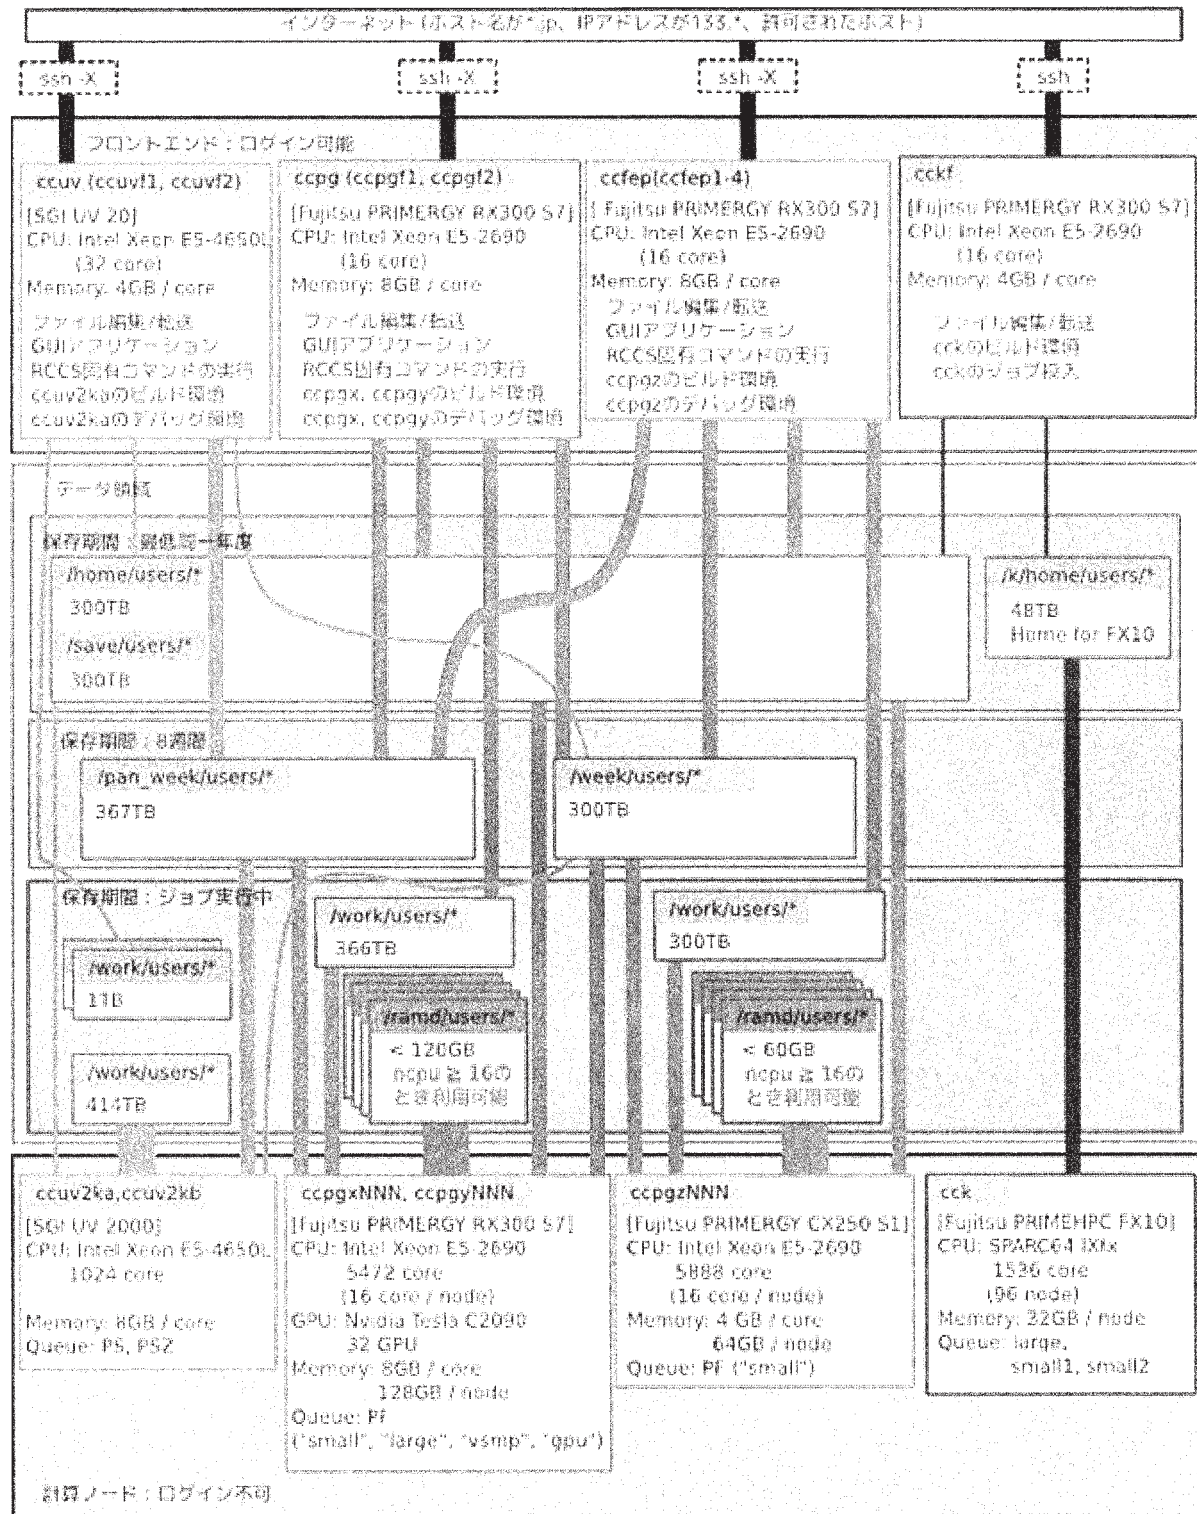 インターネット (ホスト名が*.jp、IPアドレスが133.*、許可されたホスト)
ssh -X
ssh -X
ssh -X
ssh
フロントエンド : ログイン可能
ccuv (ccuvf1, ccuvf2)
[SGI UV 20]
CPU: Intel Xeon E5-4650L
(32 core)
Memory: 4GB / core
ファイル編集/転送
GUIアプリケーション
RCCS固有コマンドの実行
ccuv2kaのビルド環境
ccuv2kaのデバッグ環境
ccpg (ccpgf1, ccpgf2)
[Fujitsu PRIMERGY RX300 S7]
CPU: Intel Xeon E5-2690
(16 core)
Memory: 8GB / core
ファイル編集/転送
GUIアプリケーション
RCCS固有コマンドの実行
ccpgx, ccpgyのビルド環境
ccpgx, ccpgyのデバッグ環境
ccfep(ccfep1-4)
[ Fujitsu PRIMERGY RX300 S7]
CPU: Intel Xeon E5-2690
(16 core)
Memory: 8GB / core
ファイル編集/転送
GUIアプリケーション
RCCS固有コマンドの実行
ccpgzのビルド環境
ccpgzのデバッグ環境
cckf
[Fujitsu PRIMERGY RX300 S7]
CPU: Intel Xeon E5-2690
(16 core)
Memory: 4GB / core
ファイル編集/転送
cckのビルド環境
cckのジョブ投入
データ領域
保存期間 : 最低同一年度
/home/users/*
300TB
/save/users/*
300TB
/k/home/users/*
48TB
Home for FX10
保存期間 : 8週間
/pan_week/users/*
367TB
/week/users/*
300TB
保存期間 : ジョブ実行中
/work/users/*
1TB
/work/users/*
414TB
/work/users/*
366TB
/ramd/users/*
< 120GB
ncpu ≥ 16の
とき利用可能
/work/users/*
300TB
/ramd/users/*
< 60GB
ncpu ≥ 16の
とき利用可能
ccuv2ka,ccuv2kb
[SGI UV 2000]
CPU: Intel Xeon E5-4650L
1024 core
Memory: 8GB / core
Queue: PS, PSZ
ccpgxNNN, ccpgyNNN
[Fujitsu PRIMERGY RX300 S7]
CPU: Intel Xeon E5-2690
5472 core
(16 core / node)
GPU: Nvidia Tesla C2090
32 GPU
Memory: 8GB / core
128GB / node
Queue: PF
("small", "large", "vsmp", "gpu")
ccpgzNNN
[Fujitsu PRIMERGY CX250 S1]
CPU: Intel Xeon E5-2690
5888 core
(16 core / node)
Memory: 4 GB / core
64GB / node
Queue: PF ("small")
cck
[Fujitsu PRIMEHPC FX10]
CPU: SPARC64 IXfx
1536 core
(96 node)
Memory: 32GB / node
Queue: large,
small1, small2
計算ノード : ログイン不可